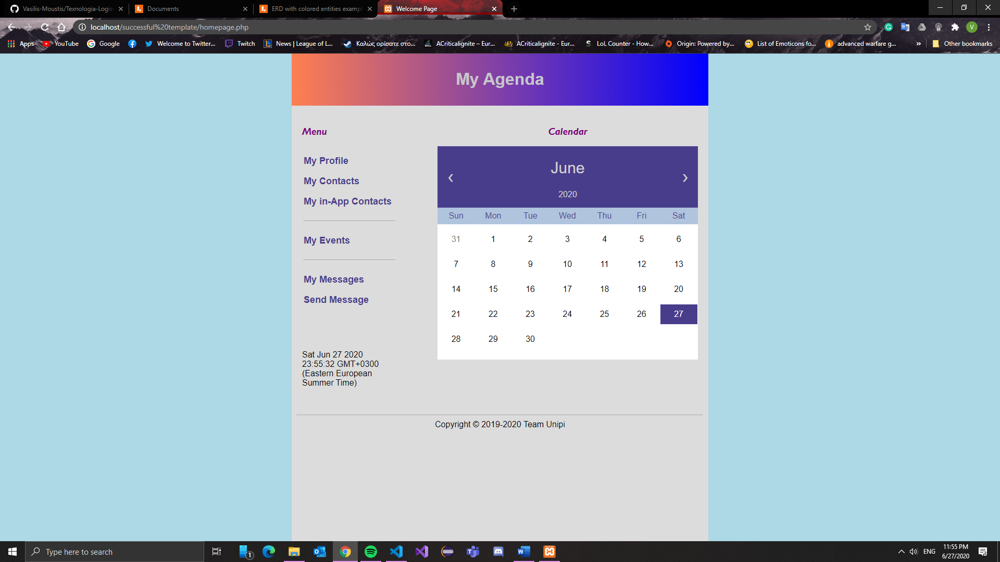 Vasilis-Moustis/Texnologia-Logis
Documents
ERD with colored entities exampl
Welcome Page
localhost/successful%20template/homepage.php
V
Apps
YouTube
Google
Welcome to Twitter...
Twitch
News | League of L...
Καλώς ορίσατε στο...
ACriticalignite – Eur...
ACriticalignite - Eur...
LoL Counter - How...
Origin: Powered by...
List of Emoticons fo...
advanced warfare g...
»
Other bookmarks
My Agenda
Menu
My Profile
My Contacts
My in-App Contacts
My Events
My Messages
Send Message
Sat Jun 27 2020
23:55:32 GMT+0300
(Eastern European
Summer Time)
Calendar
❮ June ❯
2020
Sun Mon Tue Wed Thu Fri Sat
31 1 2 3 4 5 6
7 8 9 10 11 12 13
14 15 16 17 18 19 20
21 22 23 24 25 26 27
28 29 30
Copyright © 2019-2020 Team Unipi
Type here to search
1
ENG
11:55 PM
6/27/2020